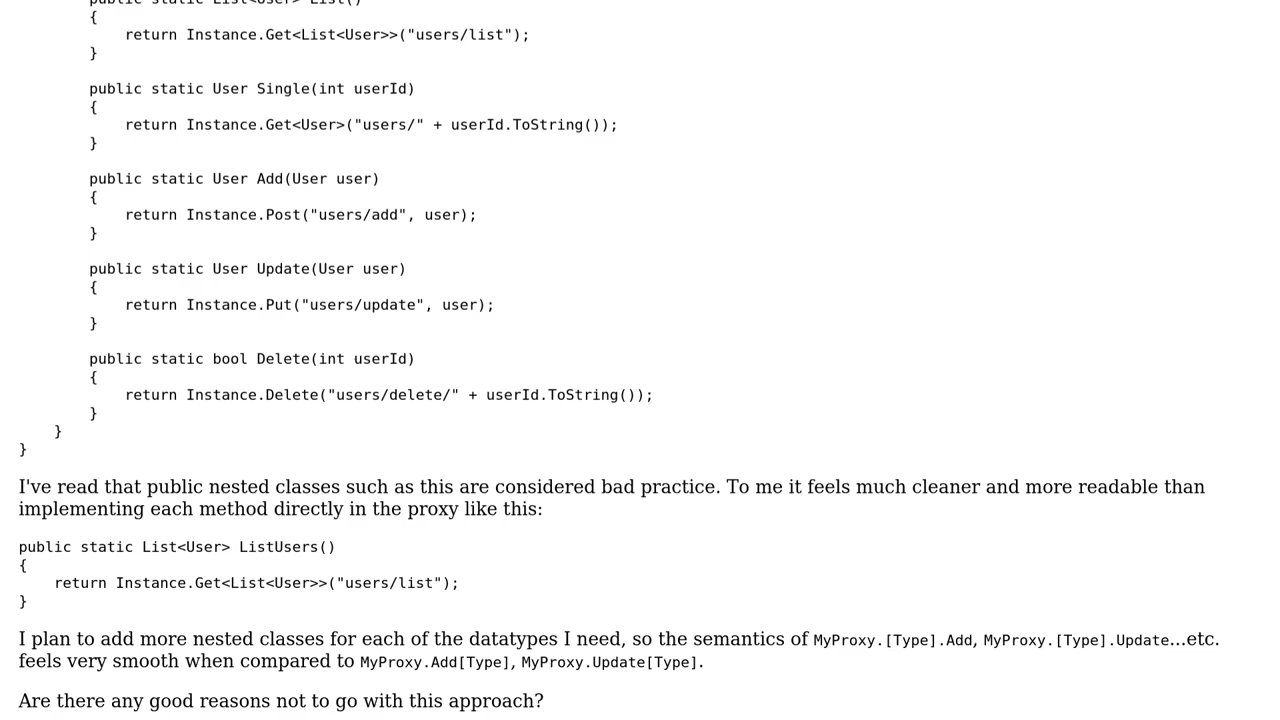 public static List<User> List()
{
return Instance.Get<List<User>>("users/list");
}
public static User Single(int userId)
{
return Instance.Get<User>("users/" + userId.ToString());
}
public static User Add(User user)
{
return Instance.Post("users/add", user);
}
public static User Update(User user)
{
return Instance.Put("users/update", user);
}
public static bool Delete(int userId)
{
return Instance.Delete("users/delete/" + userId.ToString());
}
}
}
I've read that public nested classes such as this are considered bad practice. To me it feels much cleaner and more readable than
implementing each method directly in the proxy like this:
public static List<User> ListUsers()
{
return Instance.Get<List<User>>("users/list");
}
I plan to add more nested classes for each of the datatypes I need, so the semantics of MyProxy.[Type].Add, MyProxy.[Type].Update...etc.
feels very smooth when compared to MyProxy.Add[Type], MyProxy.Update[Type].
Are there any good reasons not to go with this approach?